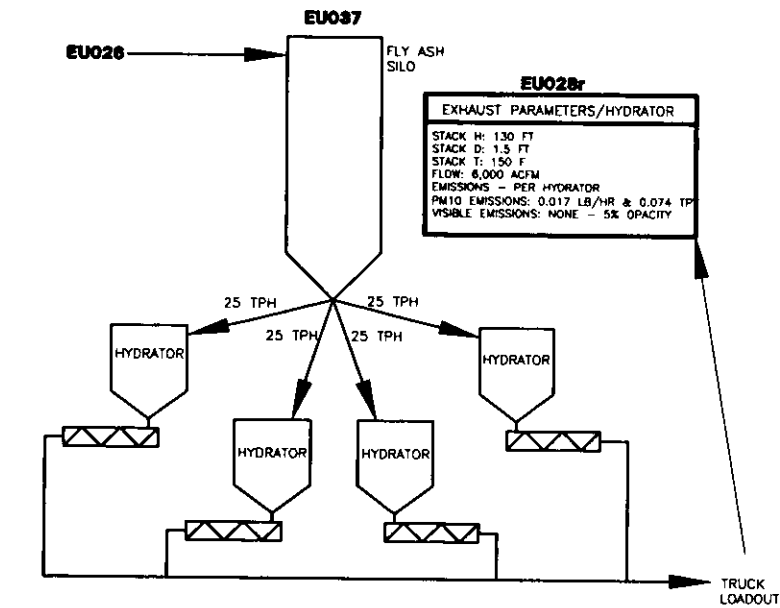 EU037
EU026
FLY ASH
SILO
EU028r
EXHAUST PARAMETERS/HYDRATOR
STACK H: 130 FT
STACK D: 1.5 FT
STACK T: 150 F
FLOW: 6,000 ACFM
EMISSIONS - PER HYDRATOR
PM10 EMISSIONS: 0.017 LB/HR & 0.074 TP
VISIBLE EMISSIONS: NONE - 5% OPACITY
25 TPH
25 TPH
25 TPH
25 TPH
HYDRATOR
HYDRATOR
HYDRATOR
HYDRATOR
TRUCK
LOADOUT